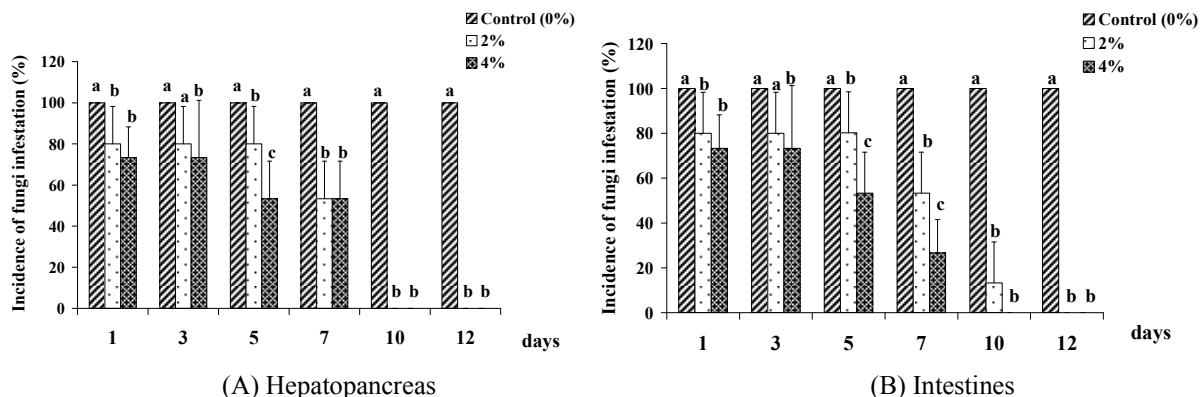 Control (0%)
2%
4%
Incidence of fungi infestation (%)
120
100
80
60
40
20
0
a b b
a a b
a b c
a b b
a b b
a b b
1 3 5 7 10 12 days
(A) Hepatopancreas
Control (0%)
2%
4%
Incidence of fungi infestation (%)
120
100
80
60
40
20
0
a b b
a a b
a b c
a b c
a b b
a b b
1 3 5 7 10 12 days
(B) Intestines